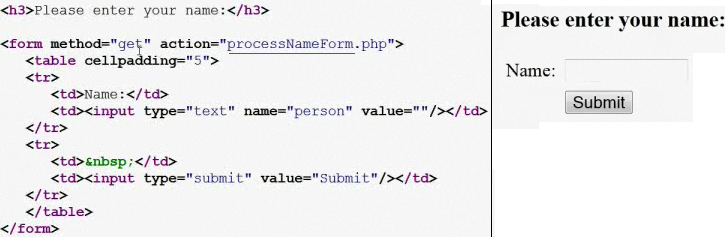 <h3>Please enter your name:</h3>
<form method="get" action="processNameForm.php">
<table cellpadding="5">
<tr>
<td>Name:</td>
<td><input type="text" name="person" value=""/></td>
</tr>
<tr>
<td>&nbsp;</td>
<td><input type="submit" value="Submit"/></td>
</tr>
</table>
</form>
Please enter your name:
Name:
Submit